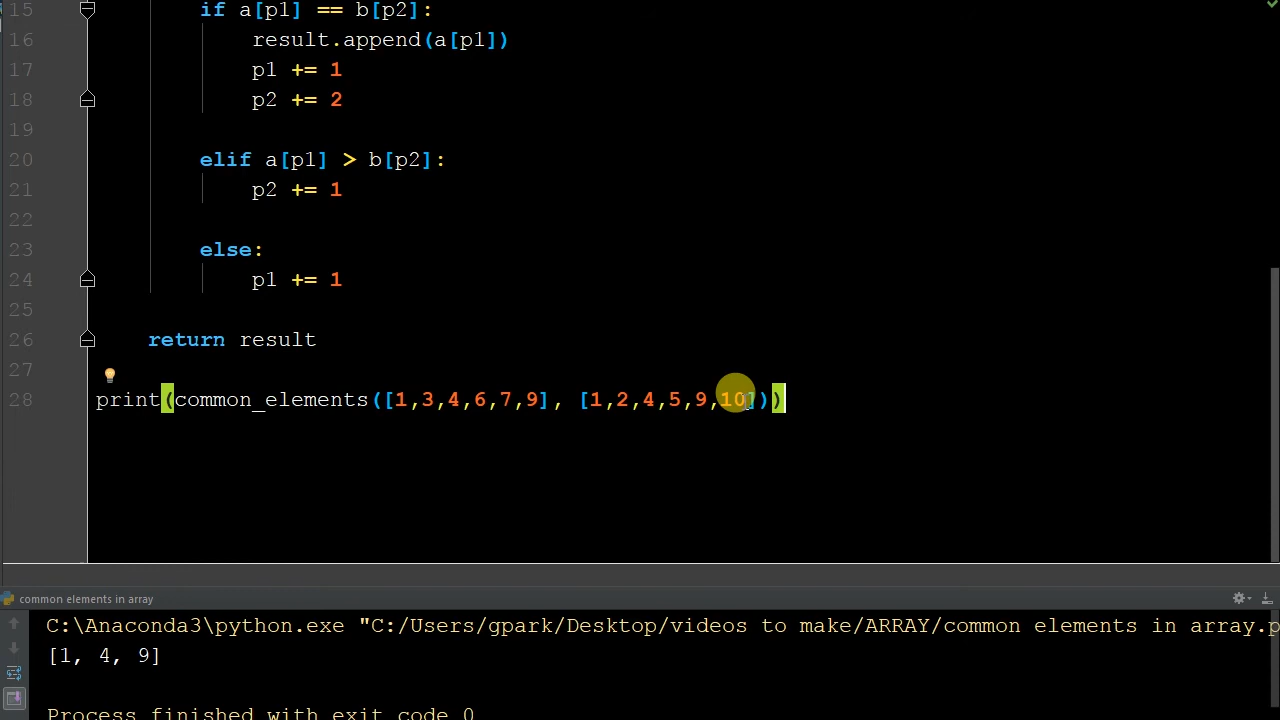 15 if a[p1] == b[p2]:
16 result.append(a[p1])
17 p1 += 1
18 p2 += 2
19
20 elif a[p1] > b[p2]:
21 p2 += 1
22
23 else:
24 p1 += 1
25
26 return result
27
28 print(common_elements([1,3,4,6,7,9], [1,2,4,5,9,10]))
common elements in array
C:\Anaconda3\python.exe "C:/Users/gpark/Desktop/videos to make/ARRAY/common elements in array.p
[1, 4, 9]
Process finished with exit code 0